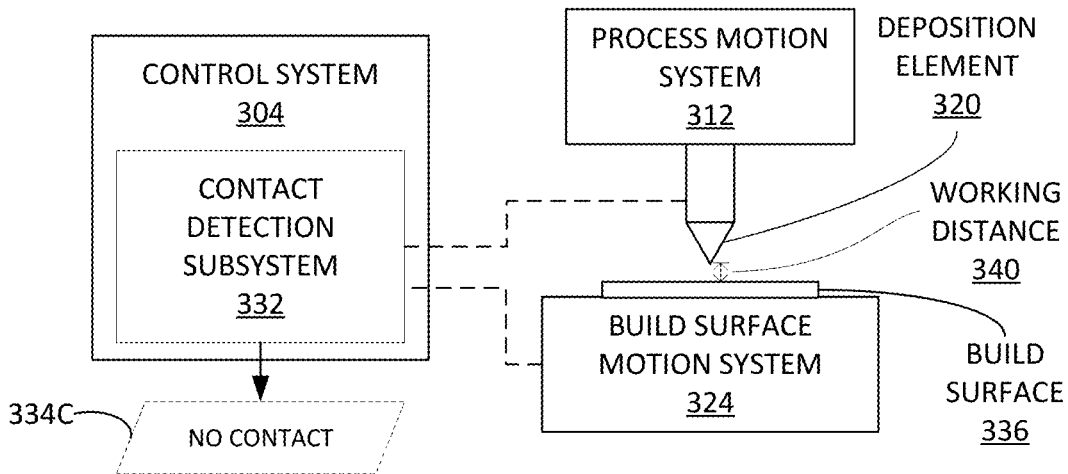 CONTROL SYSTEM
304
CONTACT
DETECTION
SUBSYSTEM
332
334C
NO CONTACT
PROCESS MOTION
SYSTEM
312
DEPOSITION
ELEMENT
320
WORKING
DISTANCE
340
BUILD SURFACE
MOTION SYSTEM
324
BUILD
SURFACE
336